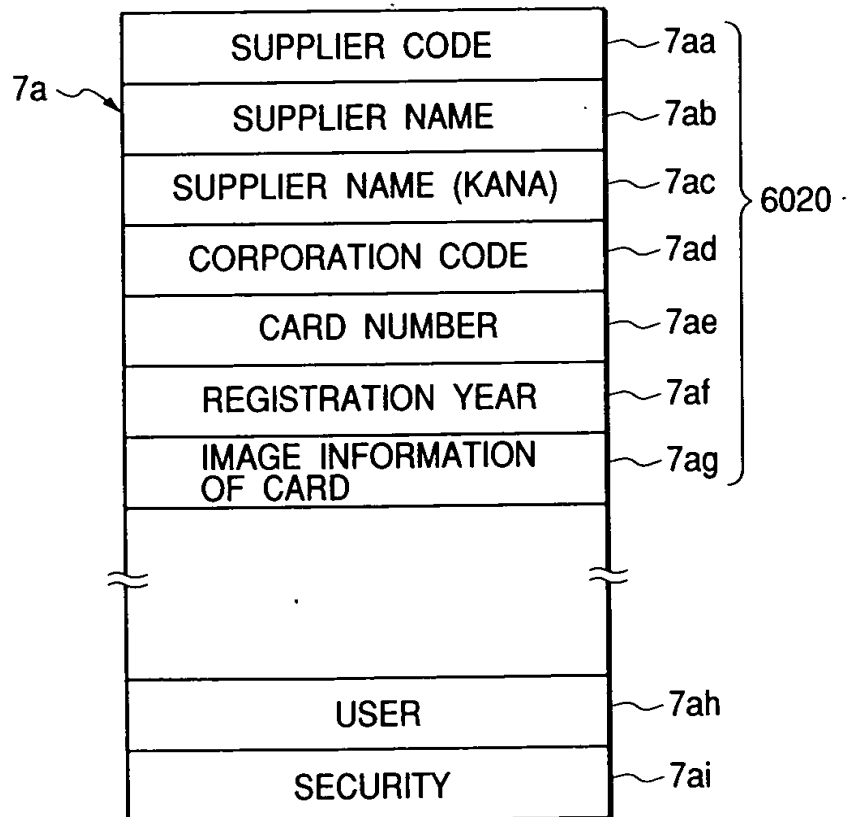 SUPPLIER CODE 7aa
7a
SUPPLIER NAME 7ab
SUPPLIER NAME (KANA) 7ac
6020
CORPORATION CODE 7ad
CARD NUMBER 7ae
REGISTRATION YEAR 7af
IMAGE INFORMATION
OF CARD
7ag
USER 7ah
SECURITY 7ai